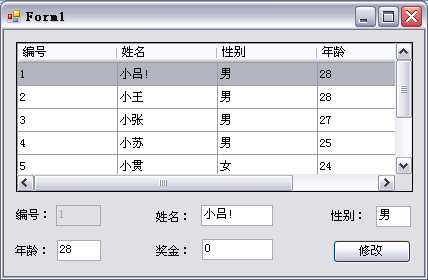 Form1
编号 姓名 性别 年龄
1 小吕! 男 28
2 小王 男 28
3 小张 男 27
4 小苏 男 25
5 小贯 女 24
编号： 1 姓名： 小吕! 性别： 男
年龄： 28 奖金： 0 修改